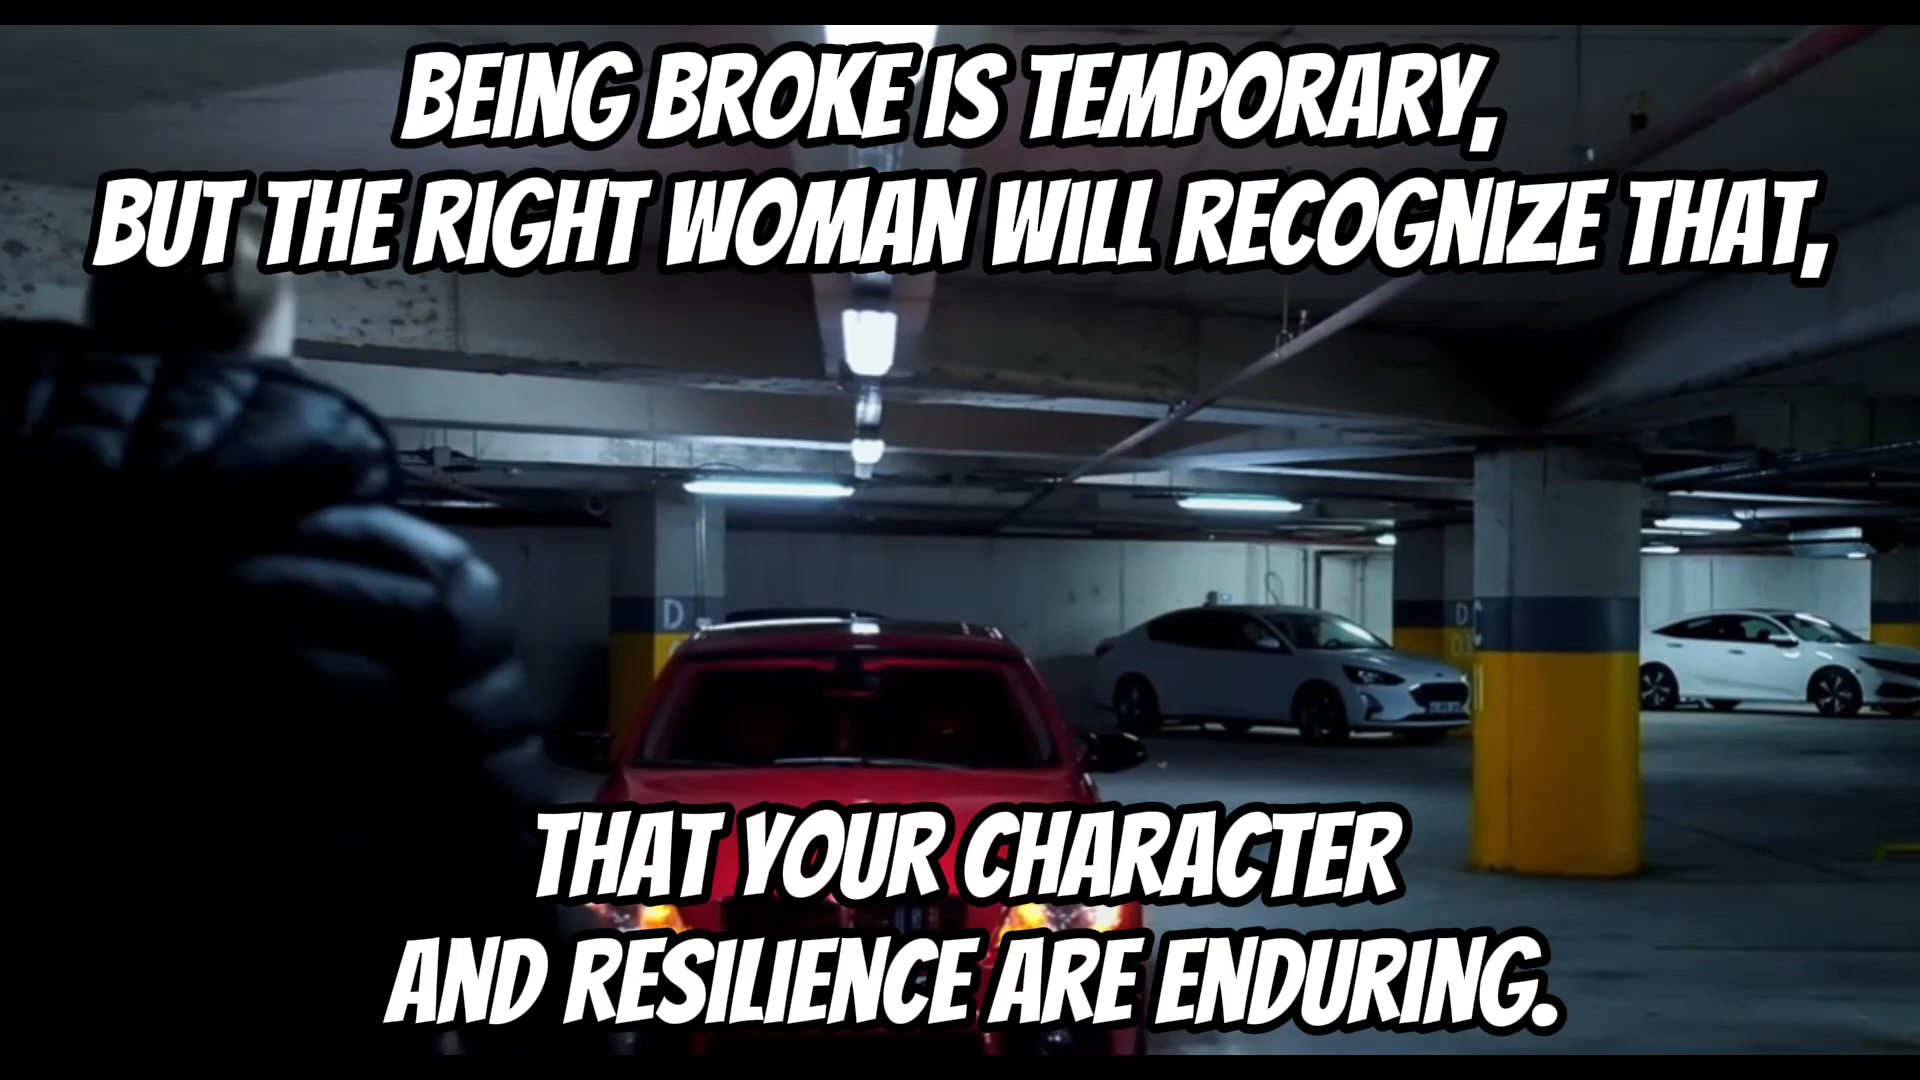 BEING BROKE IS TEMPORARY,
BUT THE RIGHT WOMAN WILL RECOGNIZE THAT,
D
D
THAT YOUR CHARACTER
AND RESILIENCE ARE ENDURING.